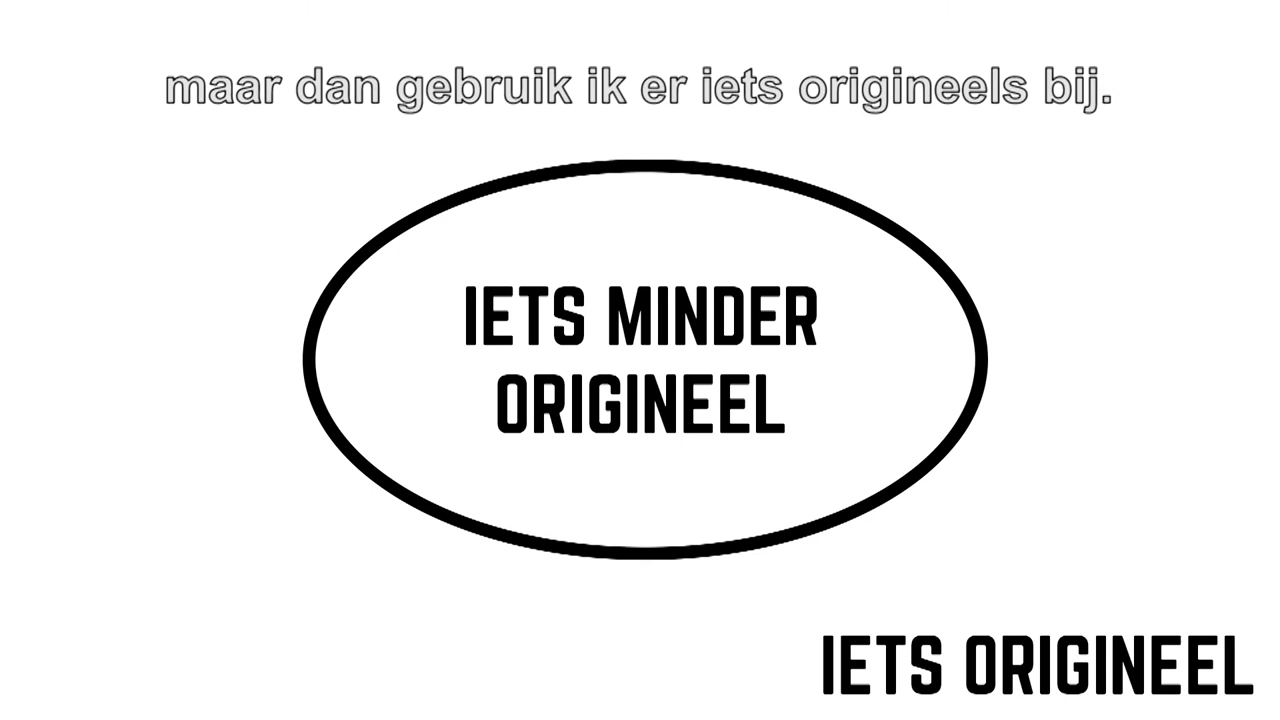 maar dan gebruik ik er iets origineels bij.
IETS MINDER
ORIGINEEL
IETS ORIGINEEL